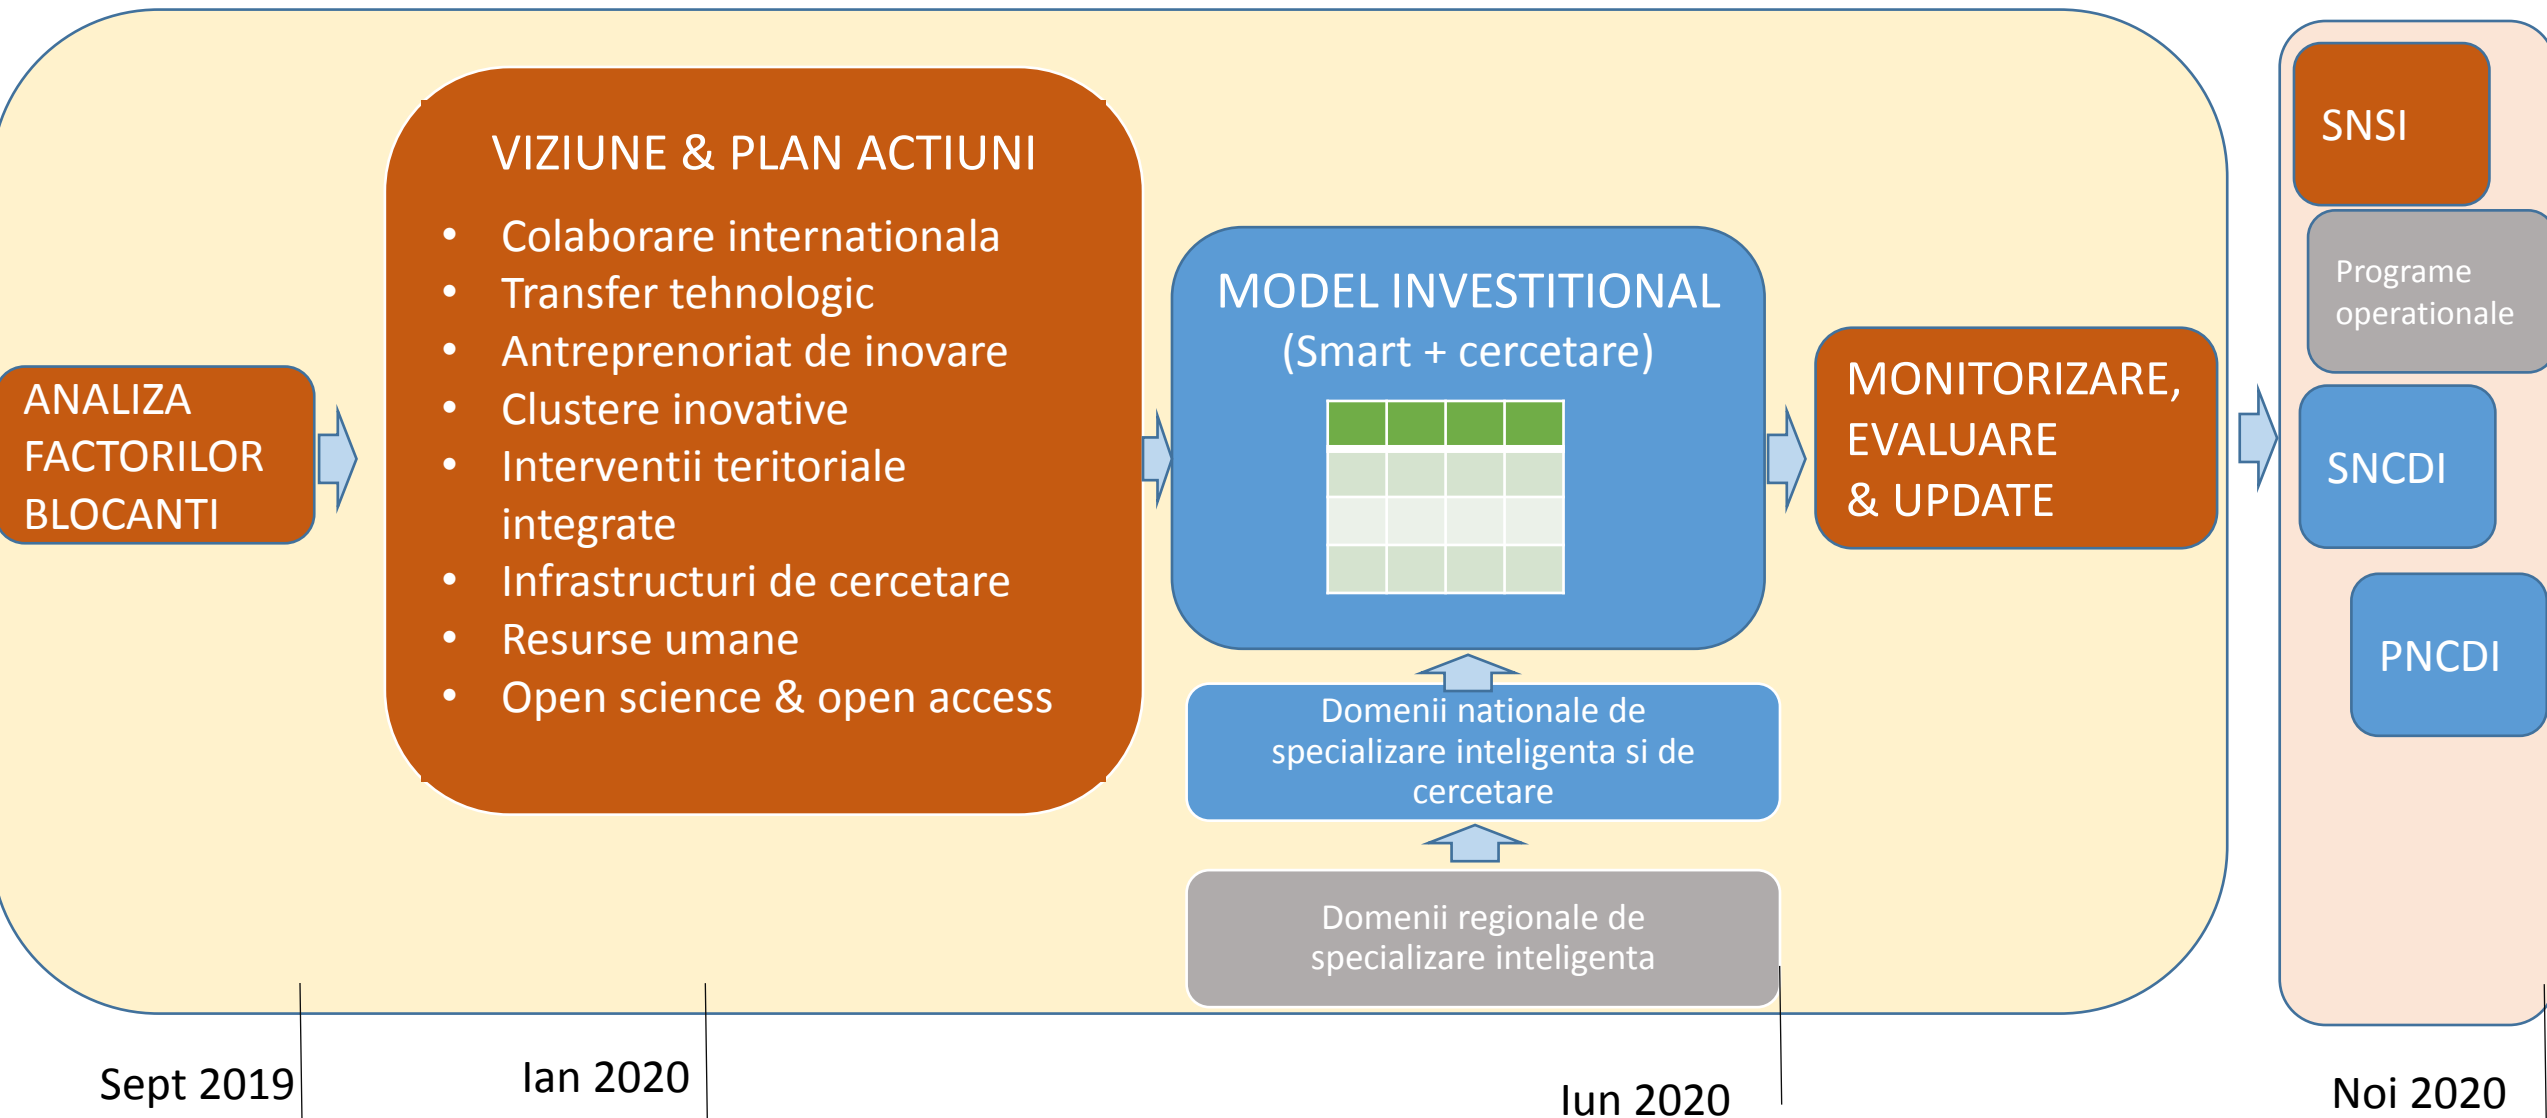 ANALIZA
FACTORILOR
BLOCANTI
VIZIUNE & PLAN ACTIUNI
• Colaborare internationala
• Transfer tehnologic
• Antreprenoriat de inovare
• Clustere inovative
• Interventii teritoriale
integrate
• Infrastructuri de cercetare
• Resurse umane
• Open science & open access
MODEL INVESTITIONAL
(Smart + cercetare)
Domenii nationale de
specializare inteligenta si de
cercetare
Domenii regionale de
specializare inteligenta
MONITORIZARE,
EVALUARE
& UPDATE
SNSI
Programe
operationale
SNCDI
PNCDI
Sept 2019
Ian 2020
Iun 2020
Noi 2020